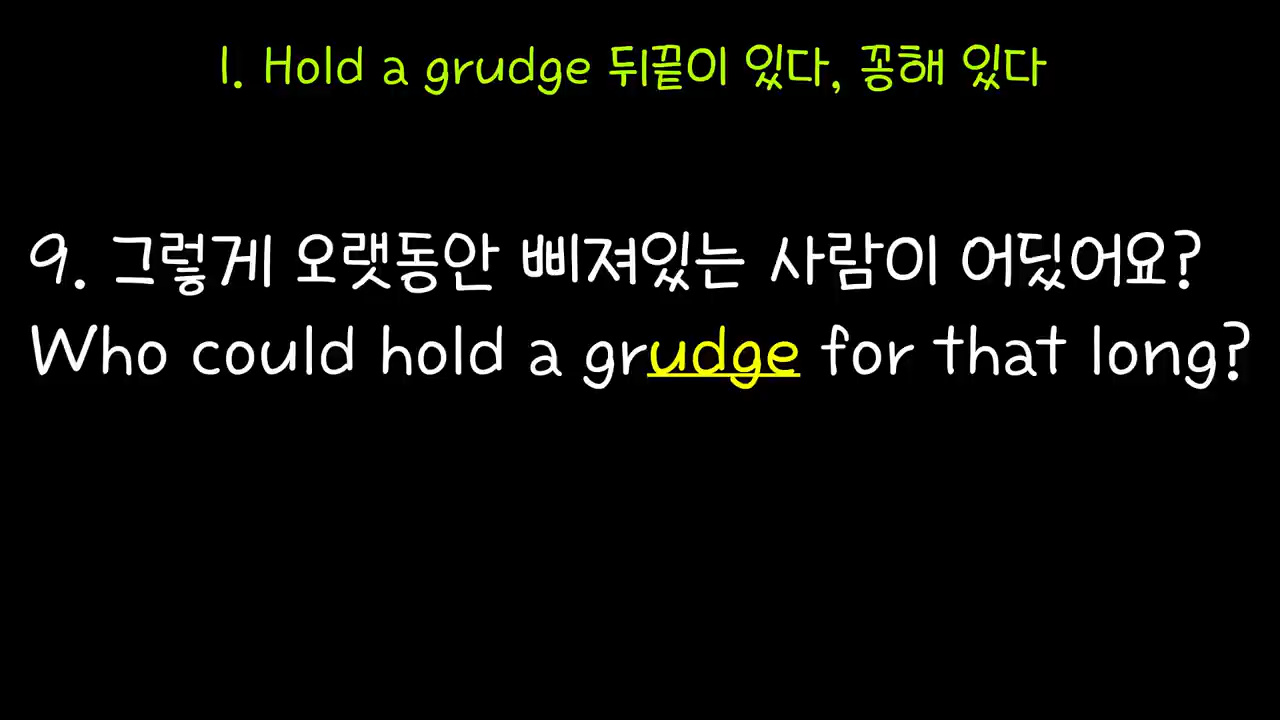 1. Hold a grudge 뒤끝이 있다, 꽁해 있다
9. 그렇게 오랫동안 삐져있는 사람이 어딨어요?
Who could hold a grudge for that long?